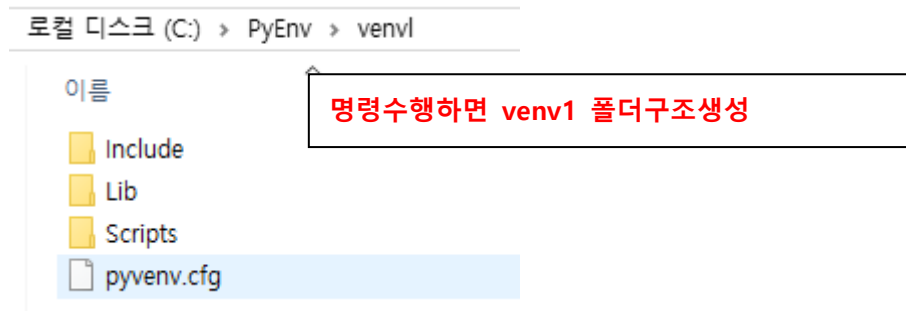 로컬 디스크 (C:) > PyEnv > venvl
이름
명령수행하면 venv1 폴더구조생성
Include
Lib
Scripts
pyvenv.cfg